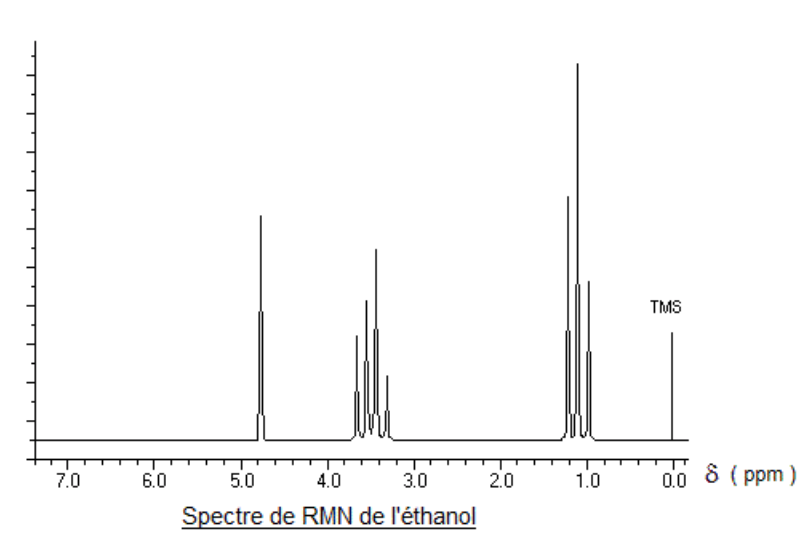 TMS
7.0 6.0 5.0 4.0 3.0 2.0 1.0 0.0 δ ( ppm )
Spectre de RMN de l'éthanol